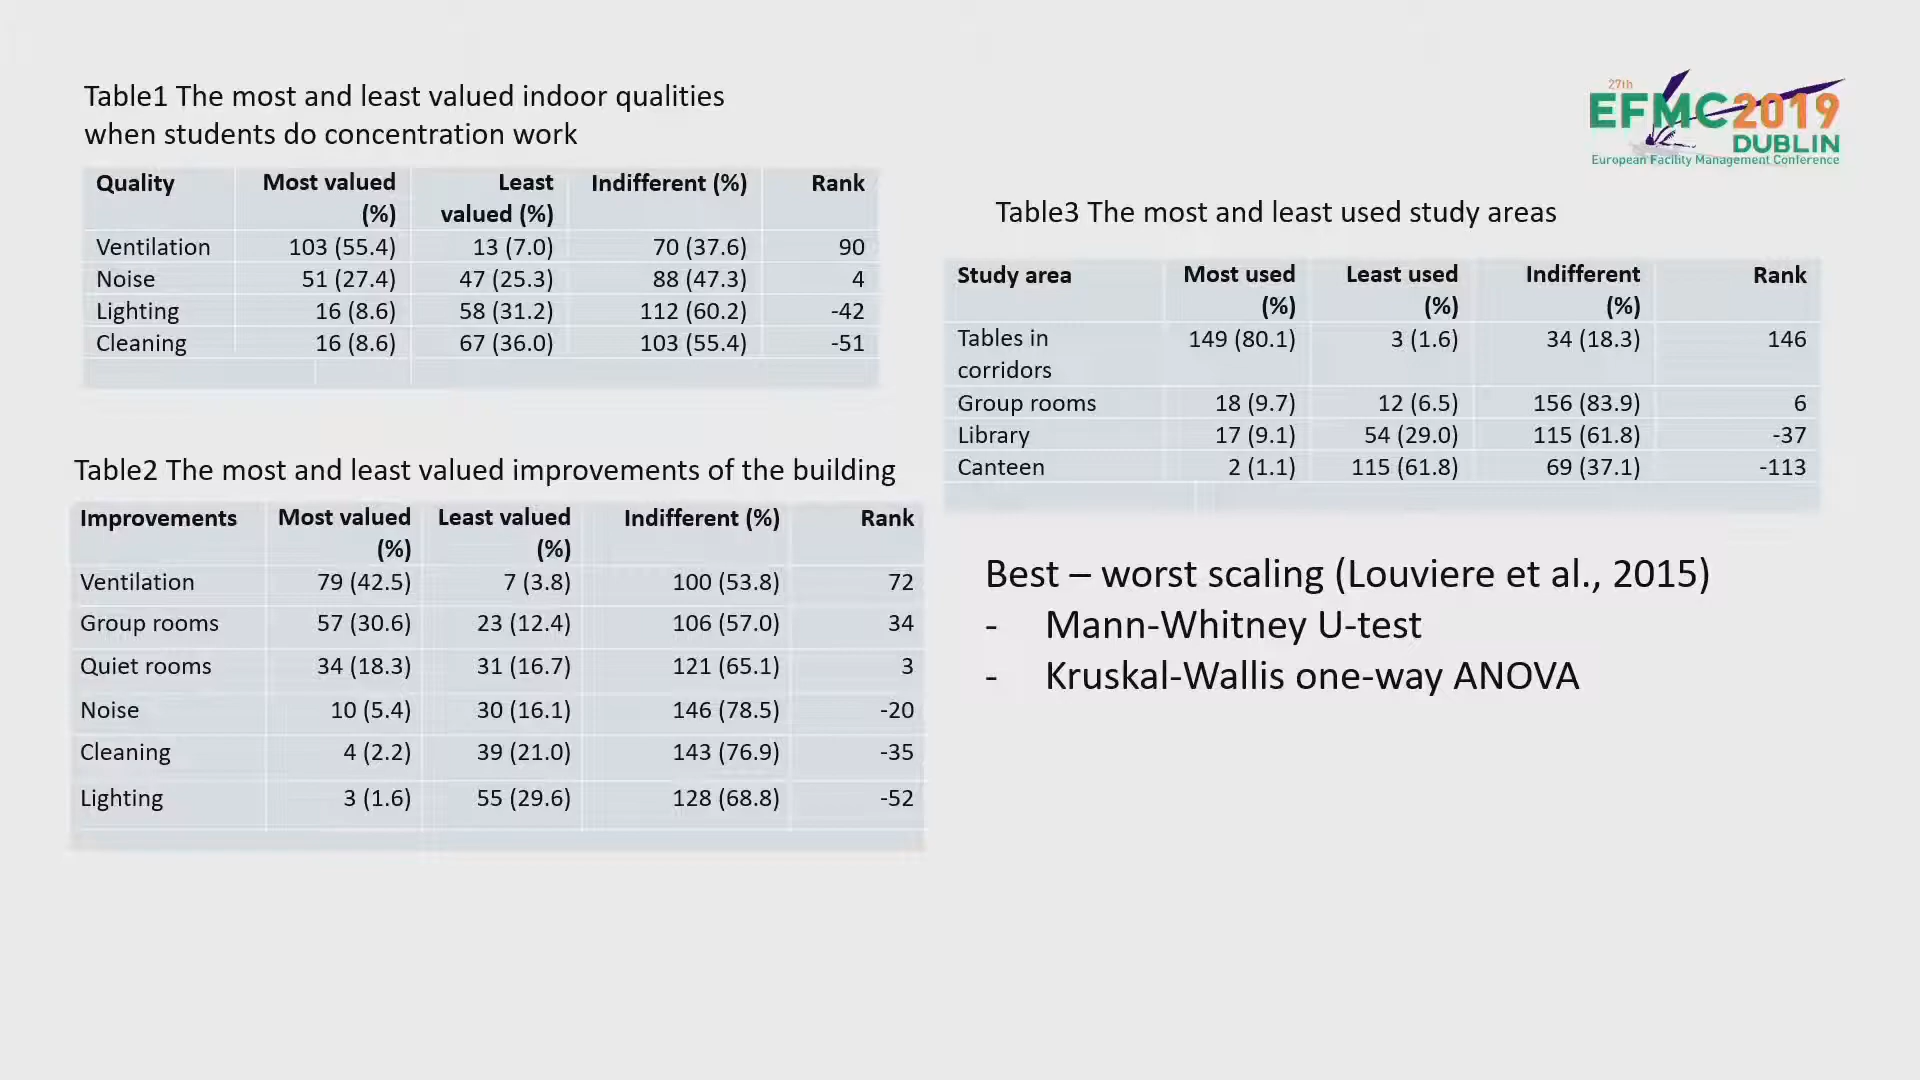 Table1 The most and least valued indoor qualities
when students do concentration work
Quality Most valued (%) Least valued (%) Indifferent (%) Rank
Ventilation 103 (55.4) 13 (7.0) 70 (37.6) 90
Noise 51 (27.4) 47 (25.3) 88 (47.3) 4
Lighting 16 (8.6) 58 (31.2) 112 (60.2) -42
Cleaning 16 (8.6) 67 (36.0) 103 (55.4) -51
Table2 The most and least valued improvements of the building
Improvements Most valued (%) Least valued (%) Indifferent (%) Rank
Ventilation 79 (42.5) 7 (3.8) 100 (53.8) 72
Group rooms 57 (30.6) 23 (12.4) 106 (57.0) 34
Quiet rooms 34 (18.3) 31 (16.7) 121 (65.1) 3
Noise 10 (5.4) 30 (16.1) 146 (78.5) -20
Cleaning 4 (2.2) 39 (21.0) 143 (76.9) -35
Lighting 3 (1.6) 55 (29.6) 128 (68.8) -52
27th
EFMC2019
DUBLIN
European Facility Management Conference
Table3 The most and least used study areas
Study area Most used (%) Least used (%) Indifferent (%) Rank
Tables in corridors 149 (80.1) 3 (1.6) 34 (18.3) 146
Group rooms 18 (9.7) 12 (6.5) 156 (83.9) 6
Library 17 (9.1) 54 (29.0) 115 (61.8) -37
Canteen 2 (1.1) 115 (61.8) 69 (37.1) -113
Best – worst scaling (Louviere et al., 2015)
- Mann-Whitney U-test
- Kruskal-Wallis one-way ANOVA